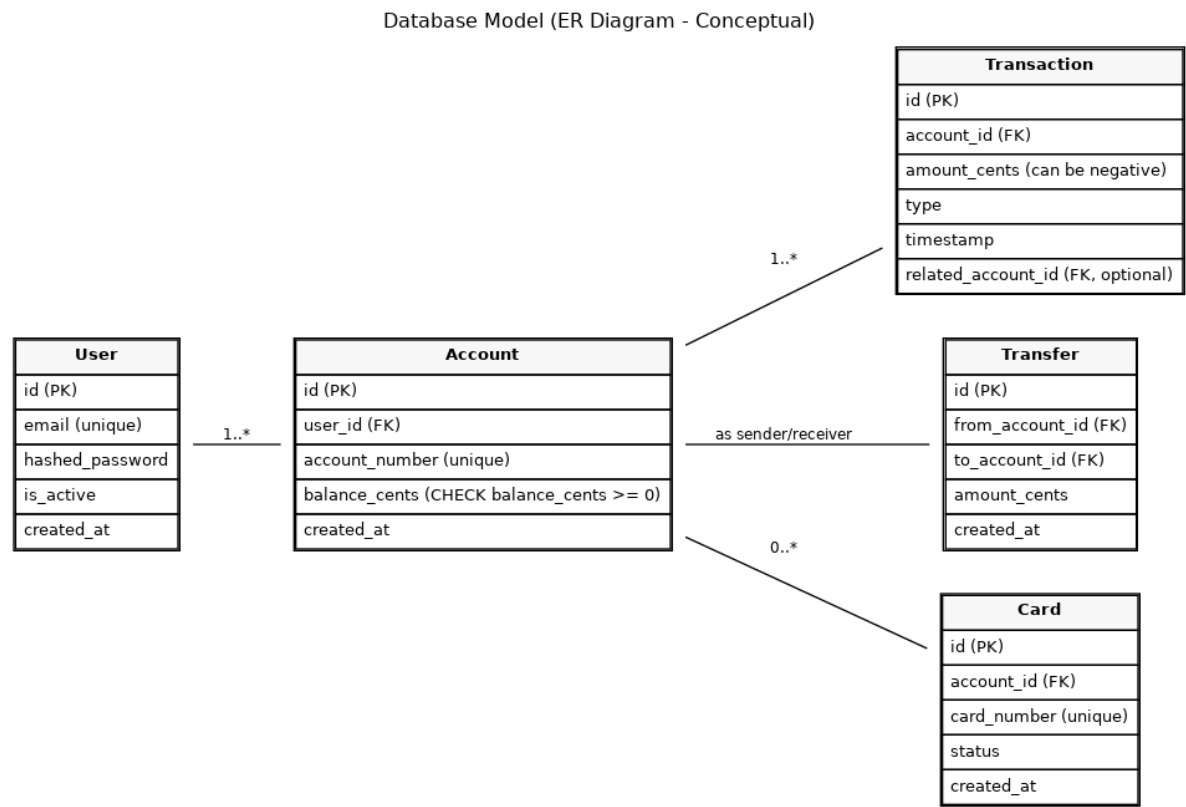 Database Model (ER Diagram - Conceptual)
Transaction
id (PK)
account_id (FK)
amount_cents (can be negative)
type
timestamp
related_account_id (FK, optional)
1..*
User
id (PK)
email (unique)
hashed_password
is_active
created_at
1..*
Account
id (PK)
user_id (FK)
account_number (unique)
balance_cents (CHECK balance_cents >= 0)
created_at
as sender/receiver
Transfer
id (PK)
from_account_id (FK)
to_account_id (FK)
amount_cents
created_at
0..*
Card
id (PK)
account_id (FK)
card_number (unique)
status
created_at